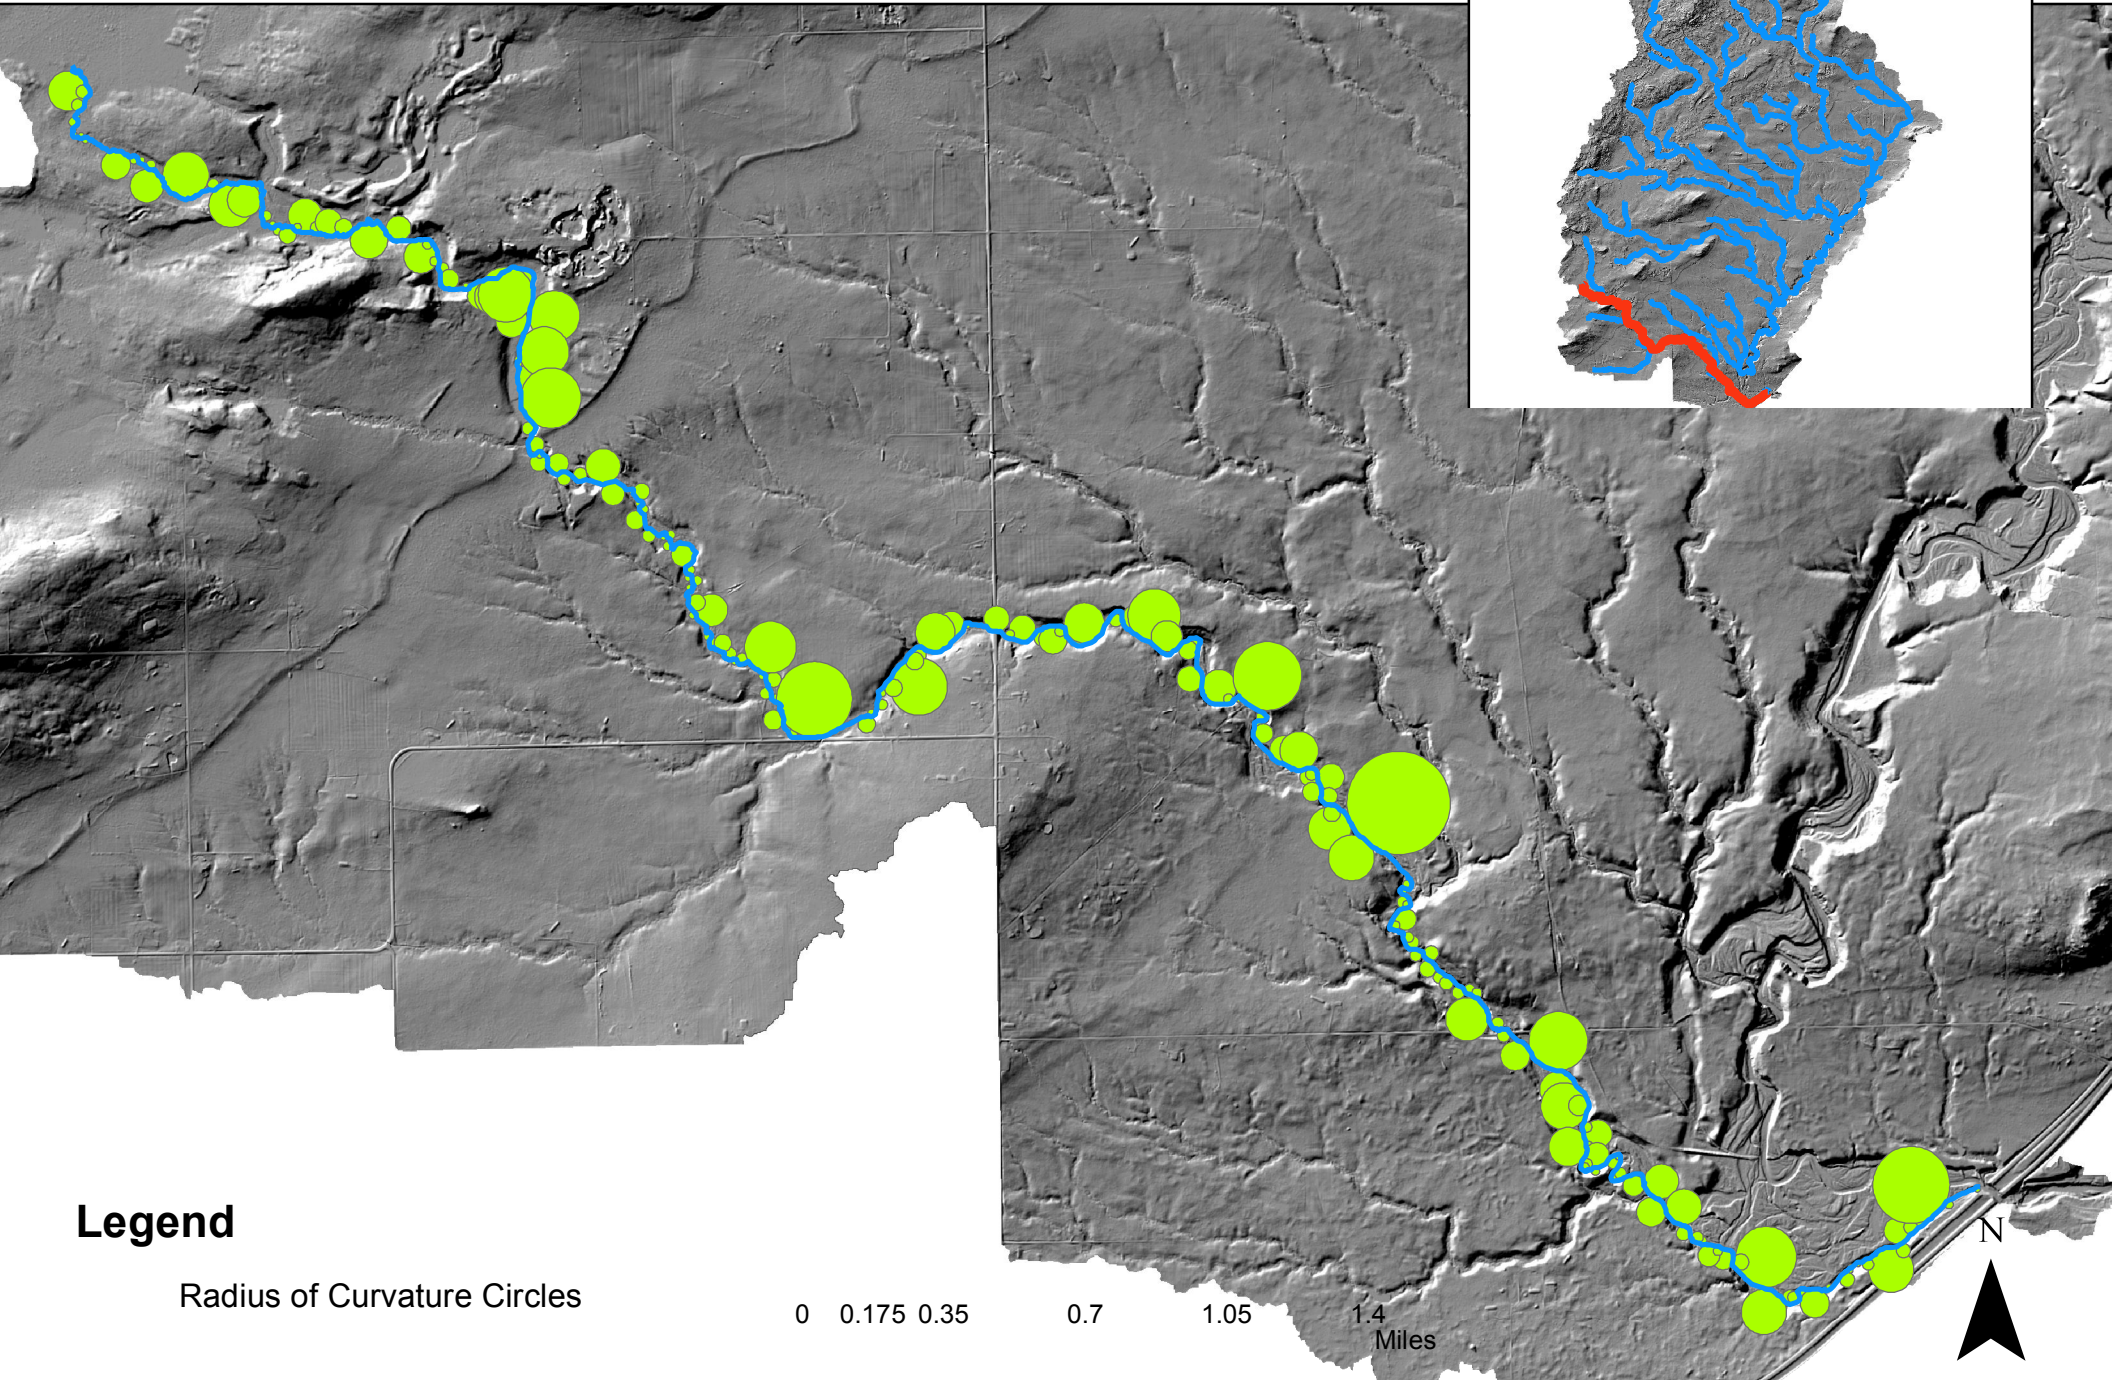 N
Legend
Radius of Curvature Circles
0 0.175 0.35 0.7 1.05 1.4
Miles